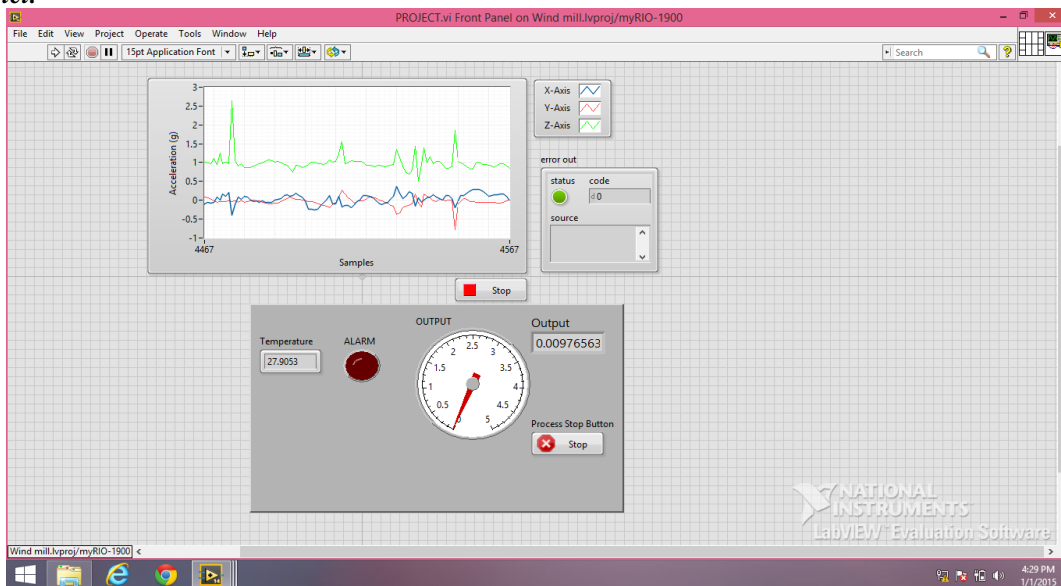 PROJECT.vi Front Panel on Wind mill.lvproj/myRIO-1900
File Edit View Project Operate Tools Window Help
15pt Application Font
Search
X-Axis
Y-Axis
Z-Axis
Acceleration (g)
3
2.5
2
1.5
1
0.5
0
-0.5
-1
4467
4567
Samples
error out
status code
d 0
source
Stop
Temperature
27.9053
ALARM
OUTPUT
0
0.5
1
1.5
2
2.5
3
3.5
4
4.5
5
Output
0.00976563
Process Stop Button
Stop
NATIONAL
INSTRUMENTS
LabVIEW™ Evaluation Software
Wind mill.lvproj/myRIO-1900
4:29 PM
1/1/2015